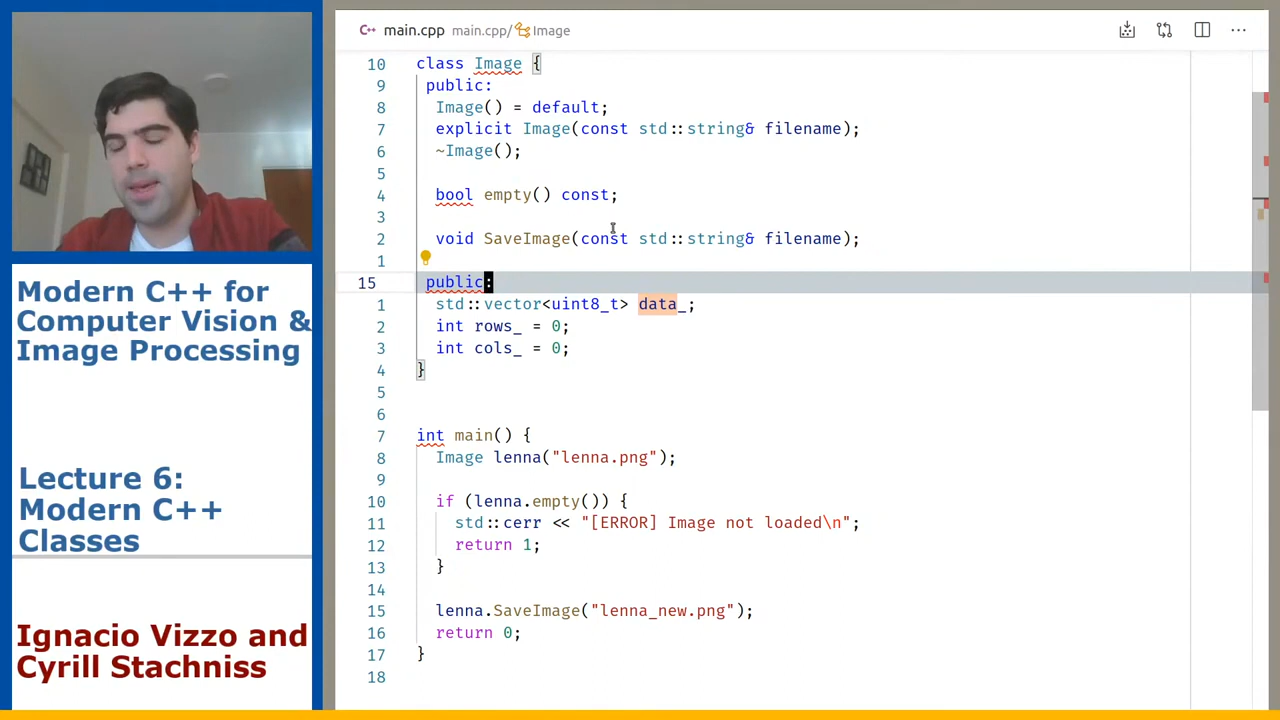 C++ main.cpp main.cpp/ Image
10 class Image {
9 public:
8 Image() = default;
7 explicit Image(const std::string& filename);
6 ~Image();
5
4 bool empty() const;
3
2 void SaveImage(const std::string& filename);
1
15 public:
1 std::vector<uint8_t> data_;
2 int rows_ = 0;
3 int cols_ = 0;
4 }
5
6
7 int main() {
8 Image lenna("lenna.png");
9
10 if (lenna.empty()) {
11 std::cerr << "[ERROR] Image not loaded\n";
12 return 1;
13 }
14
15 lenna.SaveImage("lenna_new.png");
16 return 0;
17 }
18
Modern C++ for
Computer Vision &
Image Processing
Lecture 6:
Modern C++
Classes
Ignacio Vizzo and
Cyrill Stachniss